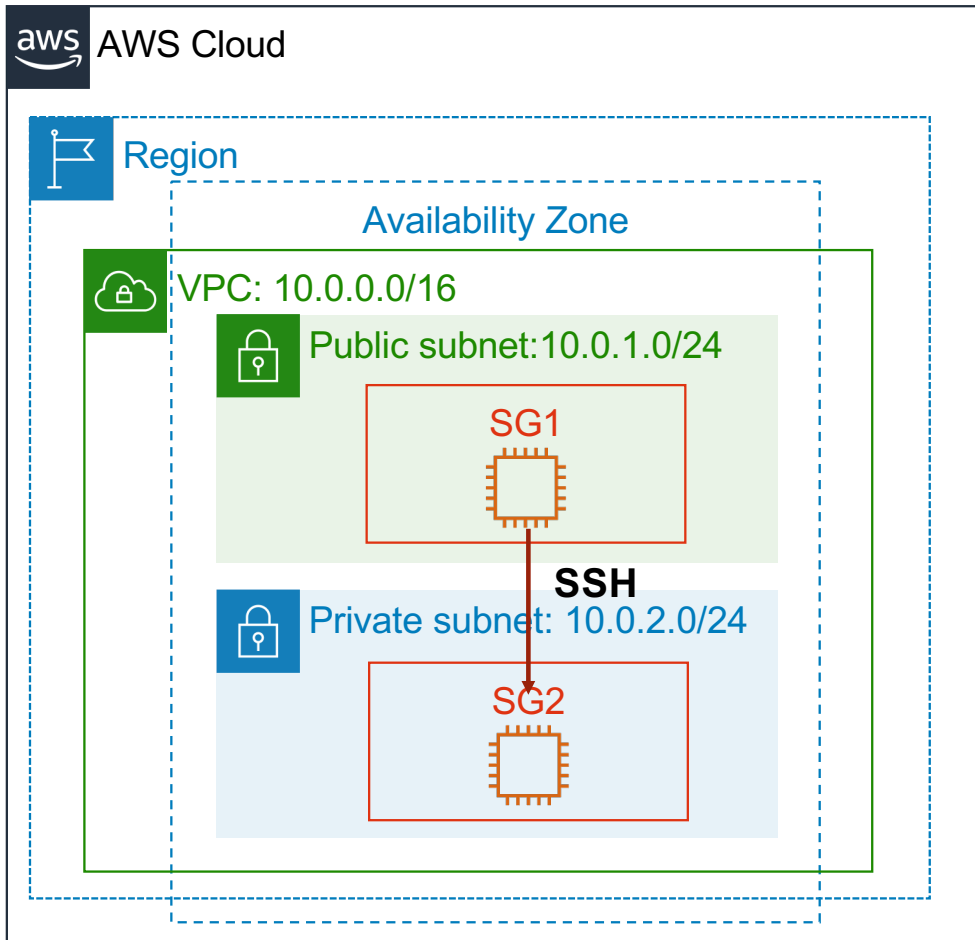 aws AWS Cloud
Region
Availability Zone
VPC: 10.0.0.0/16
Public subnet:10.0.1.0/24
SG1
SSH
Private subnet: 10.0.2.0/24
SG2